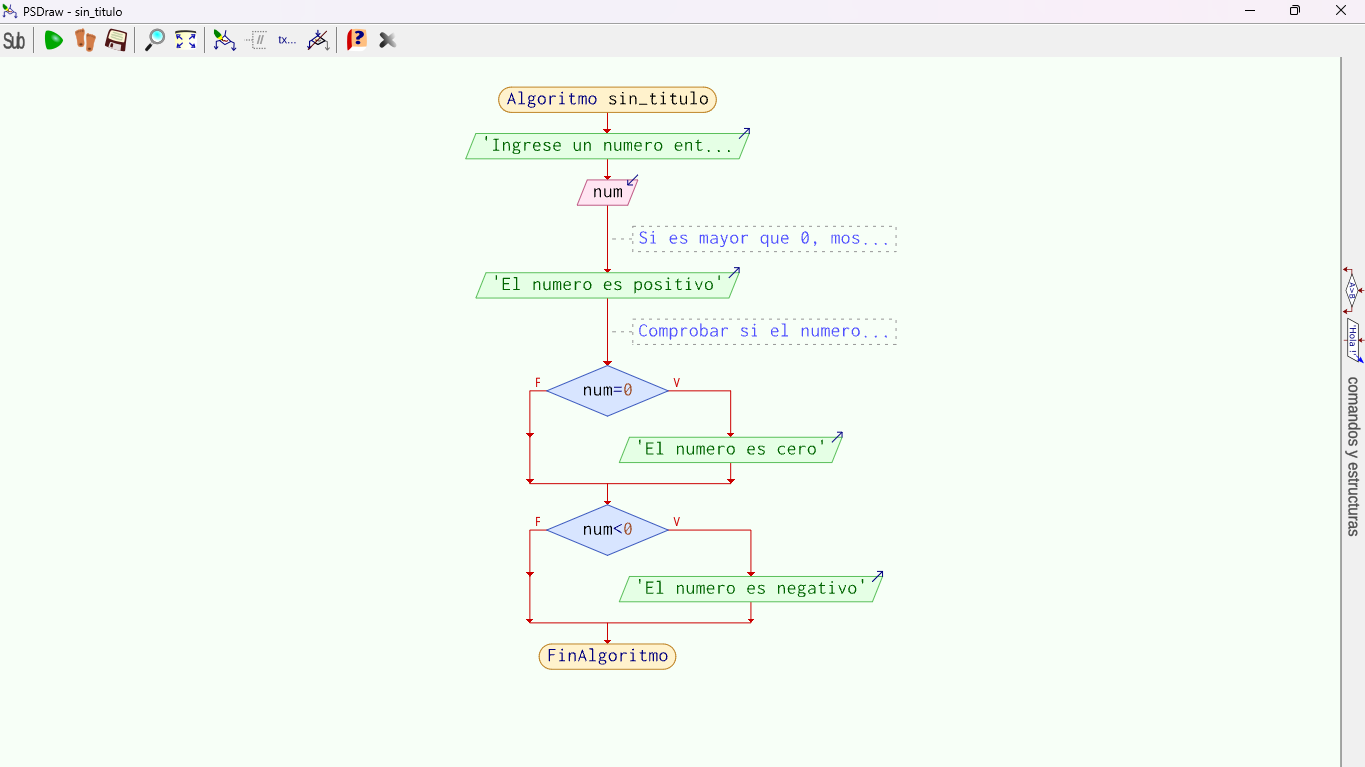 PSDraw - sin_titulo
Sub
tx...
Algoritmo sin_titulo
'Ingrese un numero ent...
num
Si es mayor que 0, mos...
'El numero es positivo'
Comprobar si el numero...
F
num=0
V
'El numero es cero'
F
num<0
V
'El numero es negativo'
FinAlgoritmo
A>B
'Hola !'
comandos y estructuras